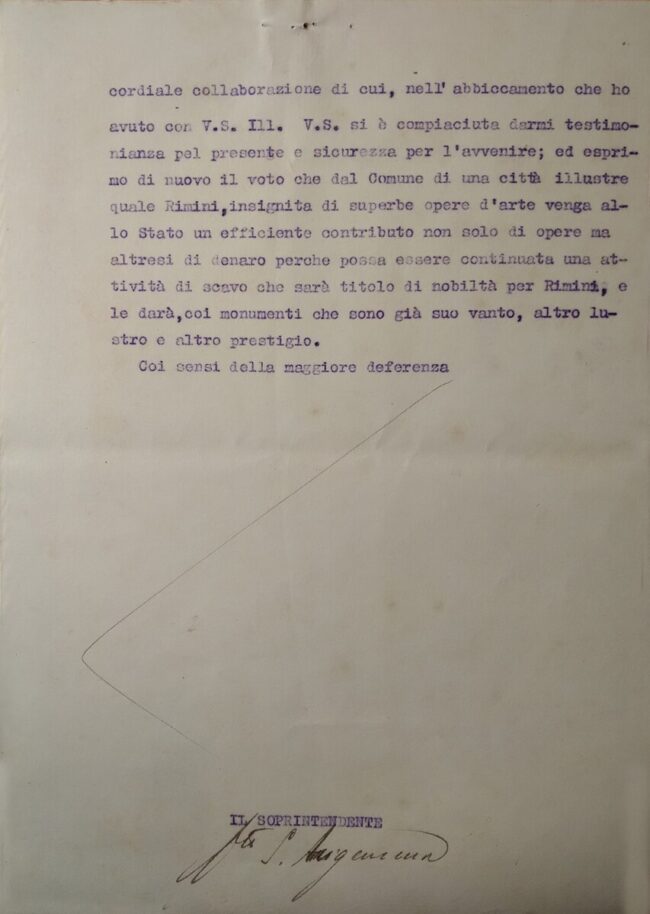 cordiale collaborazione di cui, nell'abbiccamento che ho
avuto con V.S. Ill. V.S. si è compiaciuta darmi testimo-
nianza pel presente e sicurezza per l'avvenire; ed espri-
mo di nuovo il voto che dal Comune di una città illustre
quale Rimini,insignita di superbe opere d'arte venga al-
lo Stato un efficiente contributo non solo di opere ma
altresi di denaro perche possa essere continuata una at-
tività di scavo che sarà titolo di nobiltà per Rimini, e
le darà,coi monumenti che sono già suo vanto, altro lu-
stro e altro prestigio.
Coi sensi della maggiore deferenza
IL SOPRINTENDENTE
S. Aurigemma